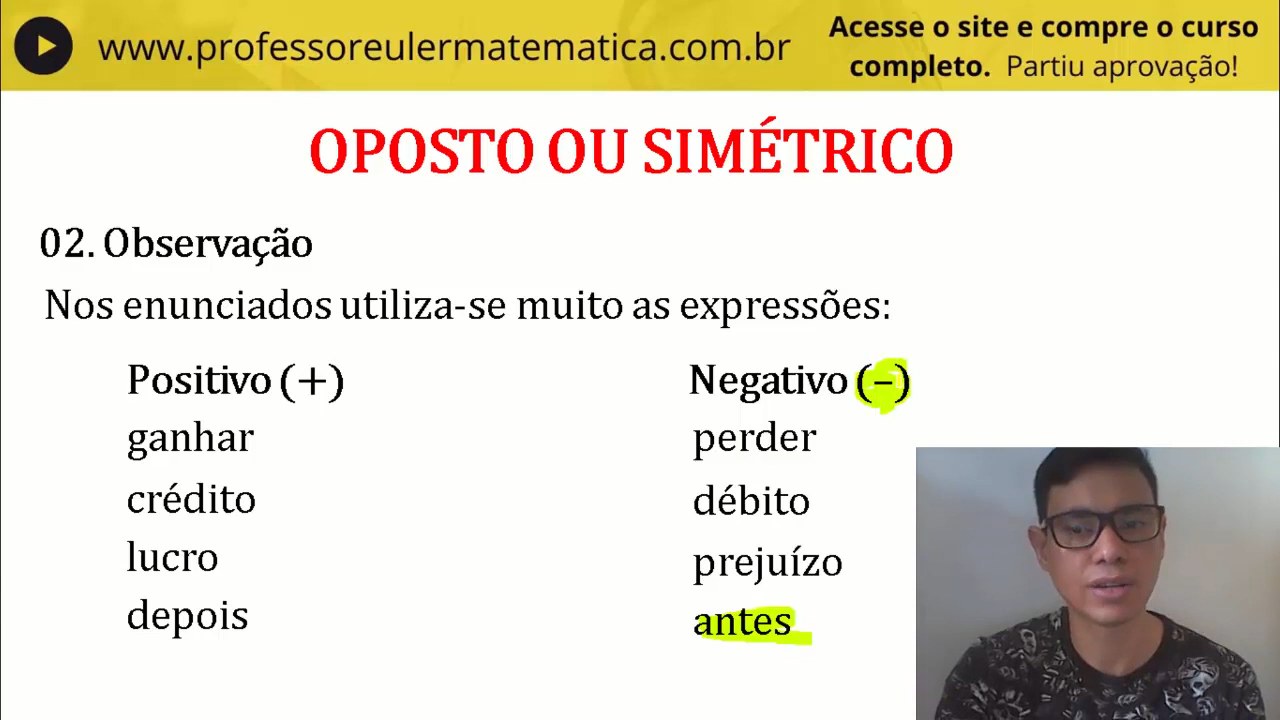 www.professoreulermatematica.com.br
Acesse o site e compre o curso
completo. Partiu aprovação!
OPOSTO OU SIMÉTRICO
02. Observação
Nos enunciados utiliza-se muito as expressões:
Positivo (+)
ganhar
crédito
lucro
depois
Negativo (–)
perder
débito
prejuízo
antes